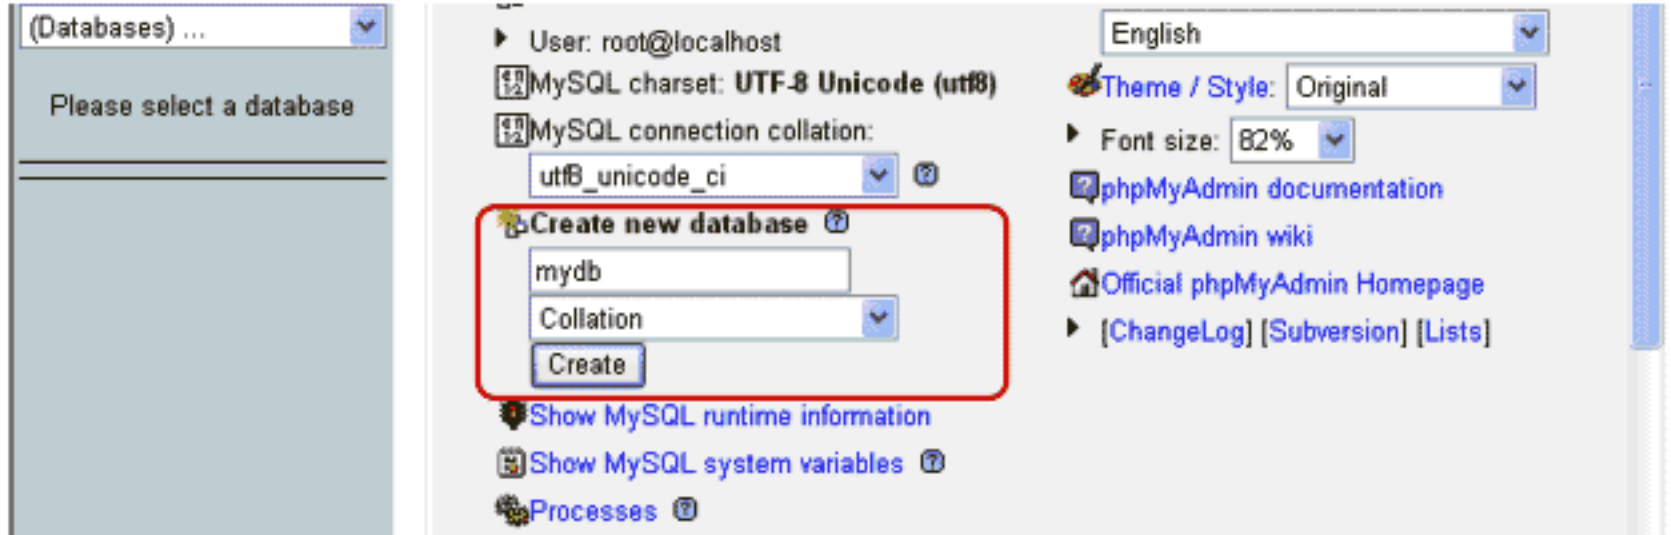 (Databases) ...
Please select a database
User: root@localhost
MySQL charset: UTF-8 Unicode (utf8)
MySQL connection collation:
utf8_unicode_ci
Create new database
mydb
Collation
Create
Show MySQL runtime information
Show MySQL system variables
Processes
English
Theme / Style: Original
Font size: 82%
phpMyAdmin documentation
phpMyAdmin wiki
Official phpMyAdmin Homepage
[ChangeLog] [Subversion] [Lists]